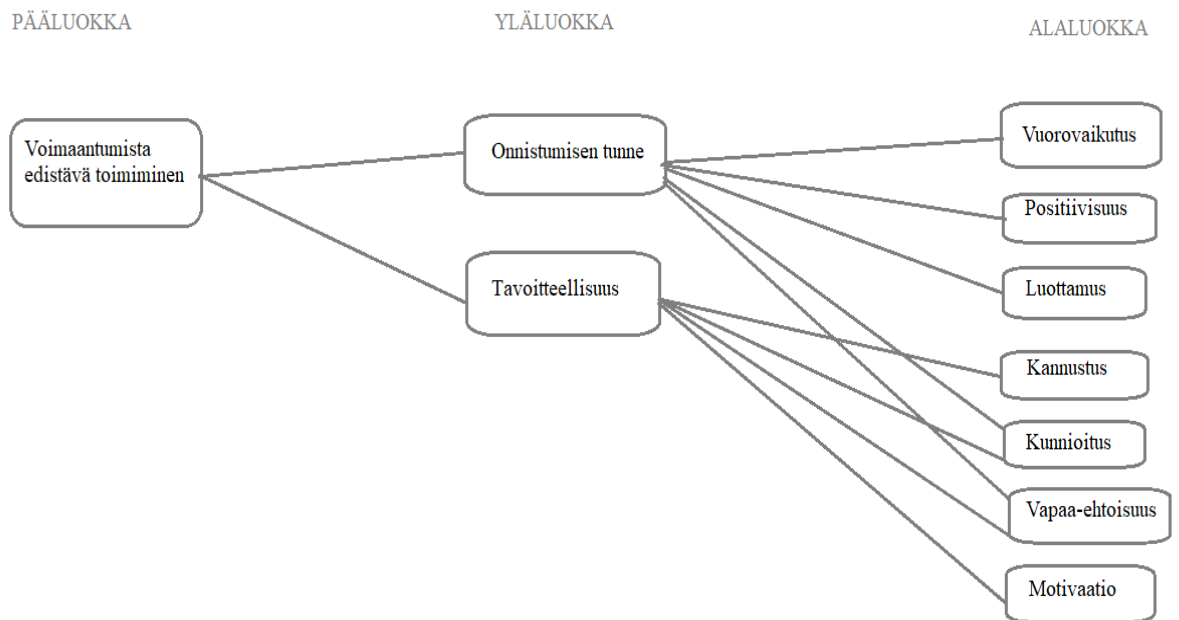 PÄÄLUOKKA
YLÄLUOKKA
ALALUOKKA
Voimaantumista
edistävä toimiminen
Onnistumisen tunne
Tavoitteellisuus
Vuorovaikutus
Positiivisuus
Luottamus
Kannustus
Kunnioitus
Vapaa-ehtoisuus
Motivaatio